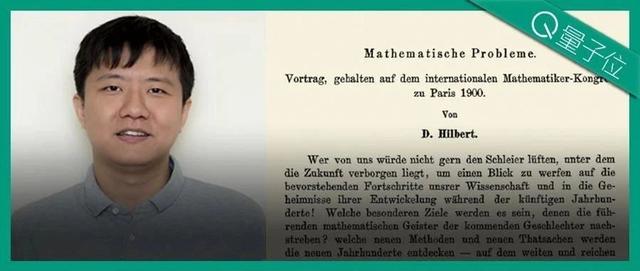 量子位
Mathematische Probleme.
Vortrag, gehalten auf dem internationalen Mathematiker-Kongre
zu Paris 1900.
Von
D. Hilbert.
Wer von uns würde nicht gern den Schleier lüften, unter dem
die Zukunft verborgen liegt, um einen Blick zu werfen auf die
bevorstehenden Fortschritte unsrer Wissenschaft und in die Ge-
heimnisse ihrer Entwickelung während der künftigen Jahrhun-
derte! Welche besonderen Ziele werden es sein, denen die füh-
renden mathematischen Geister der kommenden Geschlechter nach-
streben? welche neuen Methoden und neuen Thatsachen werden
die neuen Jahrhunderte entdecken — auf dem weiten und reichen